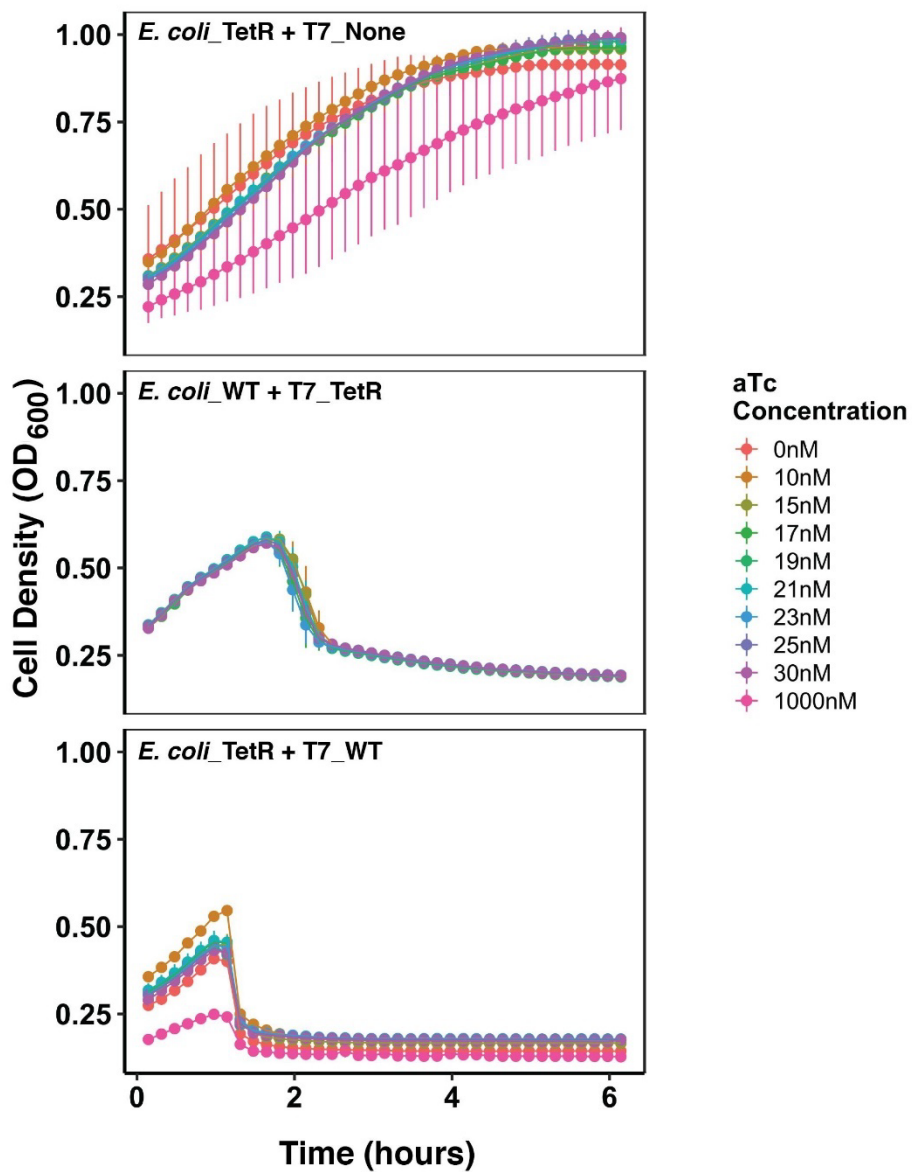 E. coli_TetR + T7_None
1.00
0.75
0.50
0.25
E. coli_WT + T7_TetR
1.00
0.75
0.50
0.25
E. coli_TetR + T7_WT
1.00
0.75
0.50
0.25
0 2 4 6
Time (hours)
Cell Density (OD600)
aTc
Concentration
0nM
10nM
15nM
17nM
19nM
21nM
23nM
25nM
30nM
1000nM